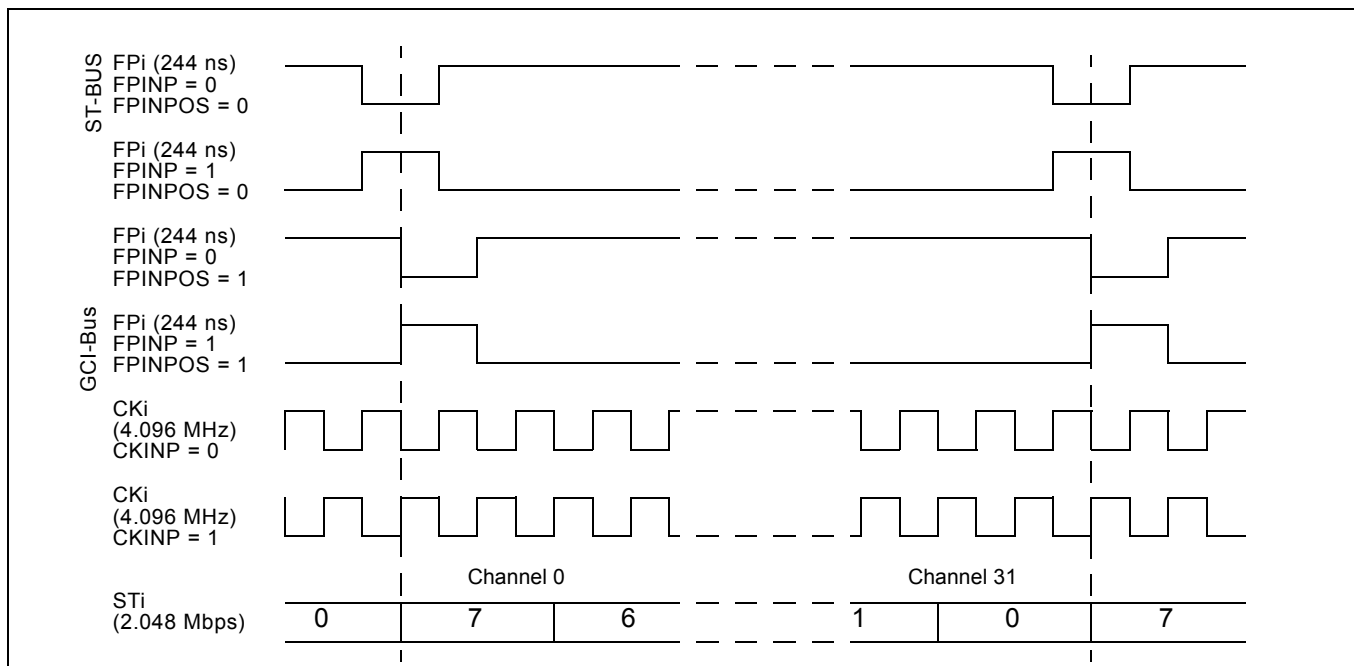 ST-BUS
FPi (244 ns)
FPINP = 0
FPINPOS = 0
FPi (244 ns)
FPINP = 1
FPINPOS = 0
GCI-Bus
FPi (244 ns)
FPINP = 0
FPINPOS = 1
FPi (244 ns)
FPINP = 1
FPINPOS = 1
CKi
(4.096 MHz)
CKINP = 0
CKi
(4.096 MHz)
CKINP = 1
Channel 0 Channel 31
STi
(2.048 Mbps)
0 7 6 1 0 7